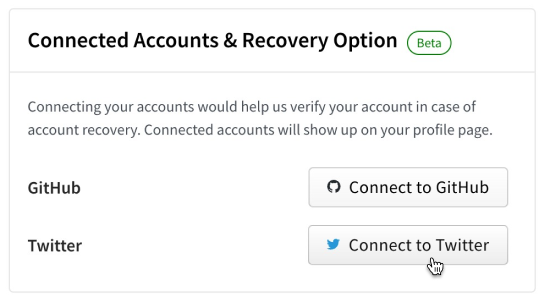 Connected Accounts & Recovery Option Beta
Connecting your accounts would help us verify your account in case of
account recovery. Connected accounts will show up on your profile page.
GitHub Connect to GitHub
Twitter Connect to Twitter